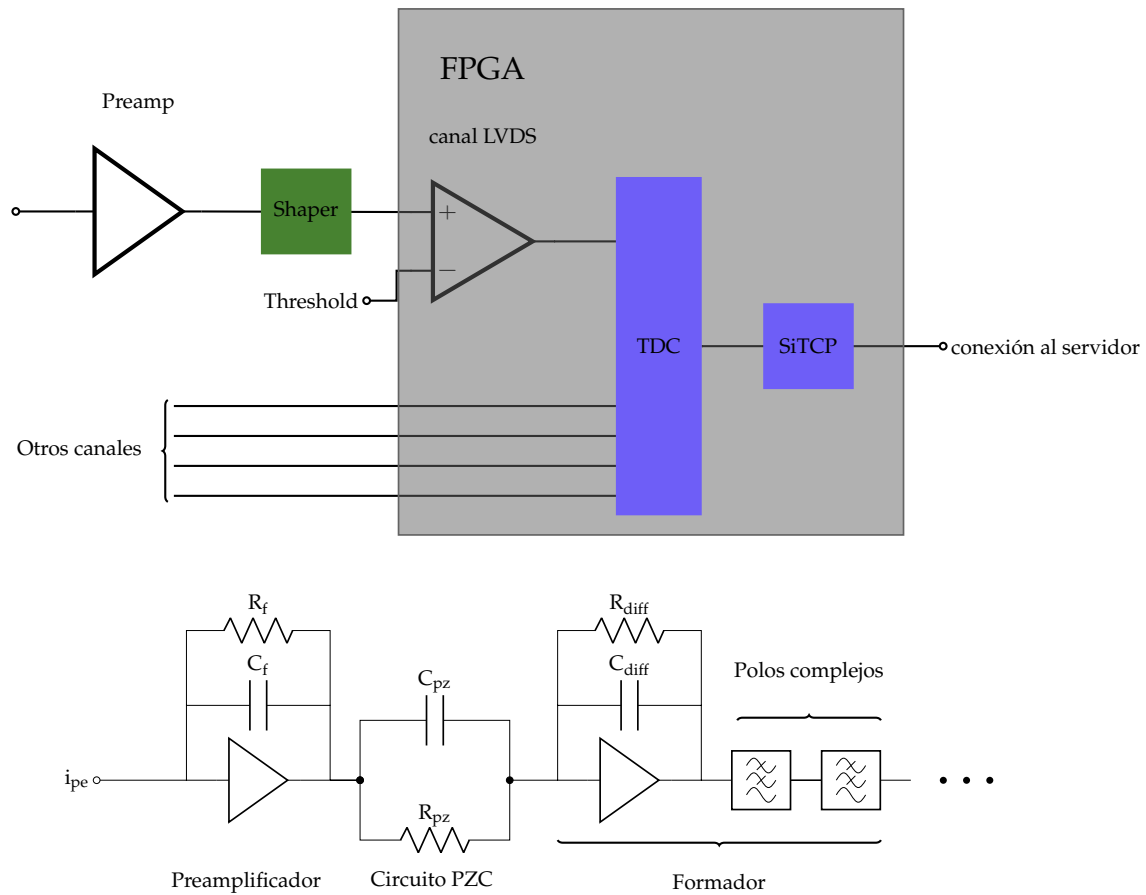 FPGA
Preamp
canal LVDS
Shaper
+
−
Threshold
TDC
SiTCP
conexión al servidor
Otros canales
R_f
R_diff
C_f
C_diff
Polos complejos
C_pz
i_pe
R_pz
Preamplificador
Circuito PZC
Formador